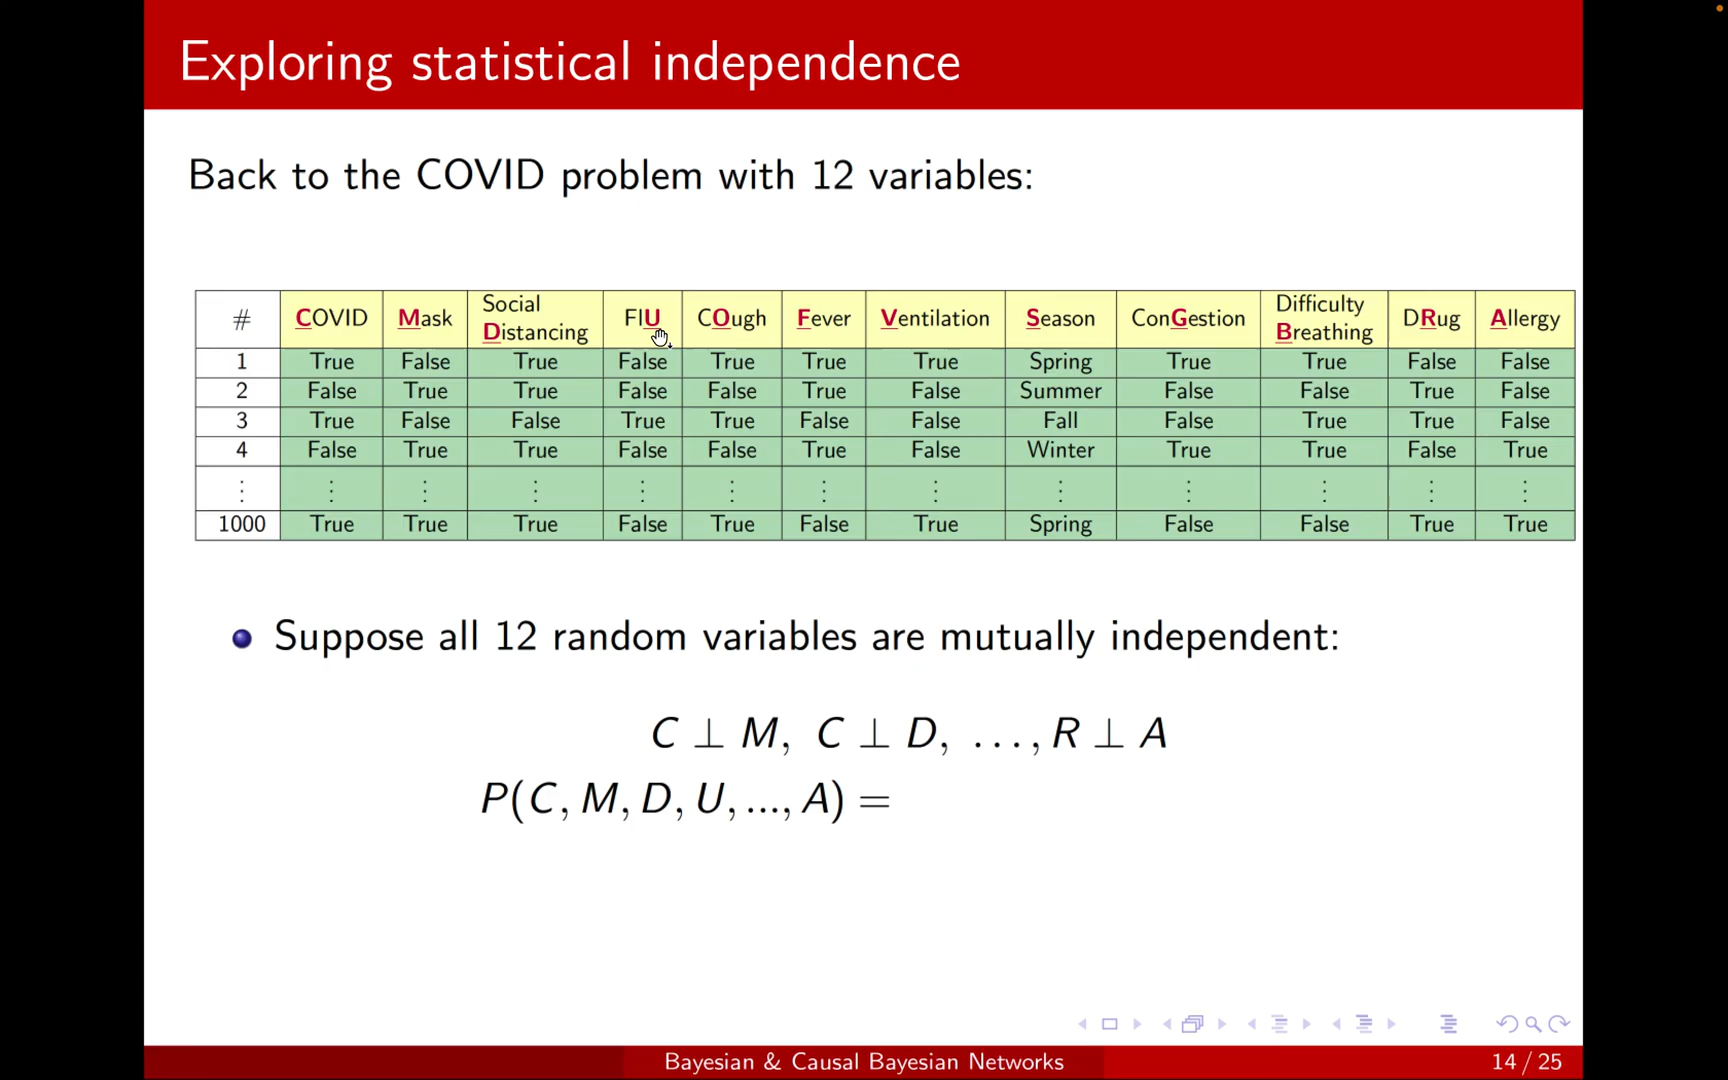 Exploring statistical independence
Back to the COVID problem with 12 variables:
# COVID Mask Social Distancing FlU COugh Fever Ventilation Season ConGestion Difficulty Breathing DRug Allergy
1 True False True False True True True Spring True True False False
2 False True True False False True False Summer False False True False
3 True False False True True False False Fall False True True False
4 False True True False False True False Winter True True False True
⋮ ⋮ ⋮ ⋮ ⋮ ⋮ ⋮ ⋮ ⋮ ⋮ ⋮ ⋮ ⋮
1000 True True True False True False True Spring False False True True
Suppose all 12 random variables are mutually independent:
C ⊥ M, C ⊥ D, ..., R ⊥ A
P(C, M, D, U, ..., A) =
Bayesian & Causal Bayesian Networks 14 / 25